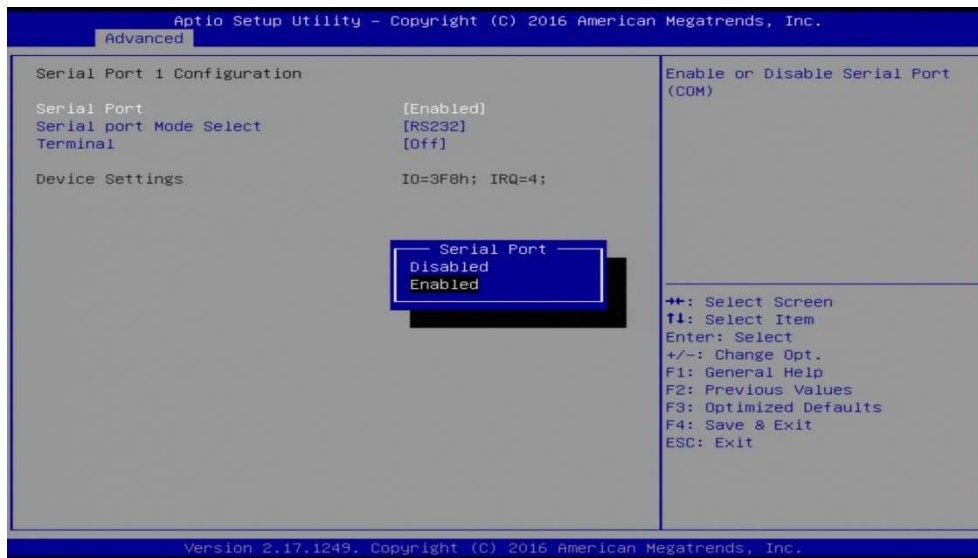 Aptio Setup Utility – Copyright (C) 2016 American Megatrends, Inc.
Advanced
Serial Port 1 Configuration
Serial Port [Enabled]
Serial port Mode Select [RS232]
Terminal [Off]
Device Settings IO=3F8h; IRQ=4;
Serial Port
Disabled
Enabled
Enable or Disable Serial Port
(COM)
→←: Select Screen
↑↓: Select Item
Enter: Select
+/-: Change Opt.
F1: General Help
F2: Previous Values
F3: Optimized Defaults
F4: Save & Exit
ESC: Exit
Version 2.17.1249. Copyright (C) 2016 American Megatrends, Inc.